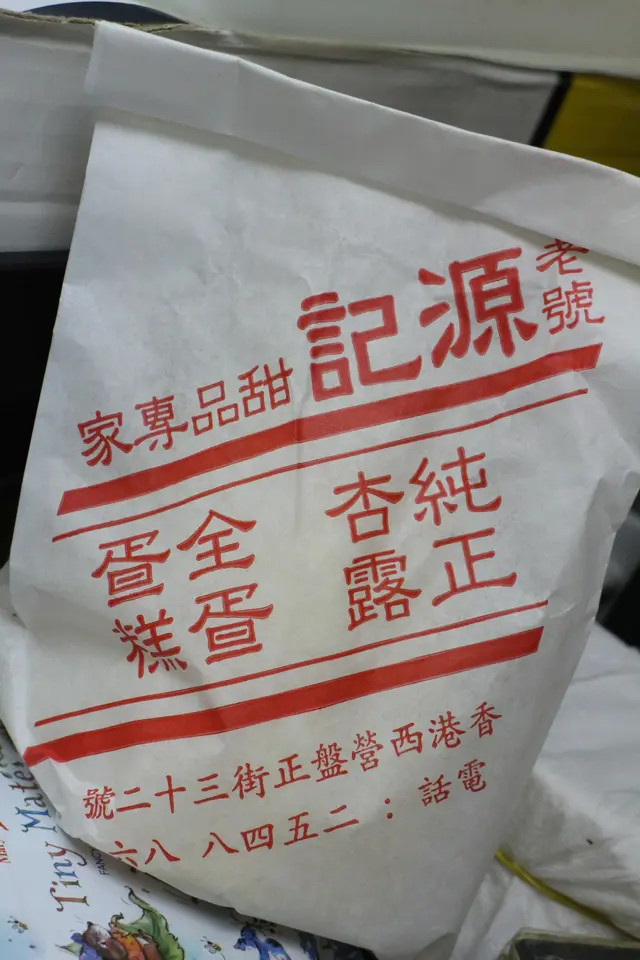 老號源記甜品專家
純正杏露
全疍疍糕
香港西營盤正街三十二號
電話：二五四八 八六
Tiny